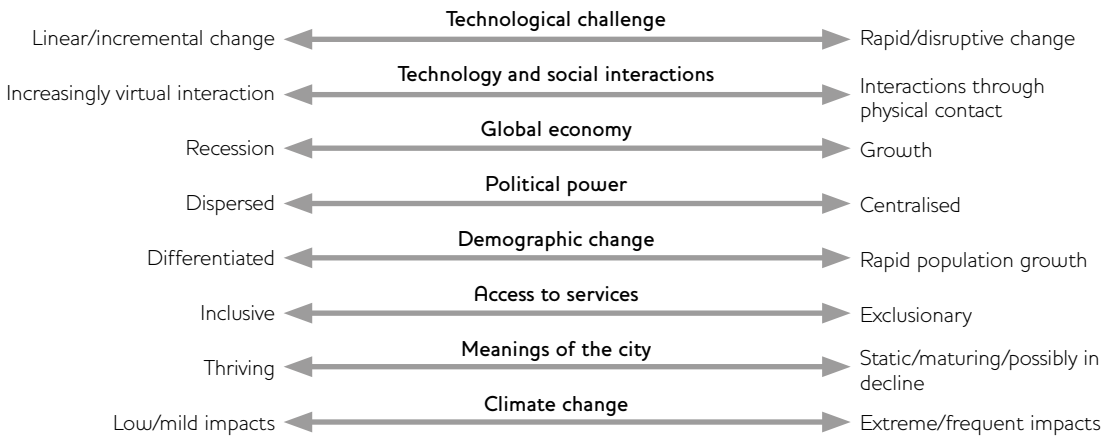 Technological challenge
Linear/incremental change
Rapid/disruptive change
Technology and social interactions
Increasingly virtual interaction
Interactions through
physical contact
Global economy
Recession
Growth
Political power
Dispersed
Centralised
Demographic change
Differentiated
Rapid population growth
Access to services
Inclusive
Exclusionary
Meanings of the city
Thriving
Static/maturing/possibly in
decline
Climate change
Low/mild impacts
Extreme/frequent impacts